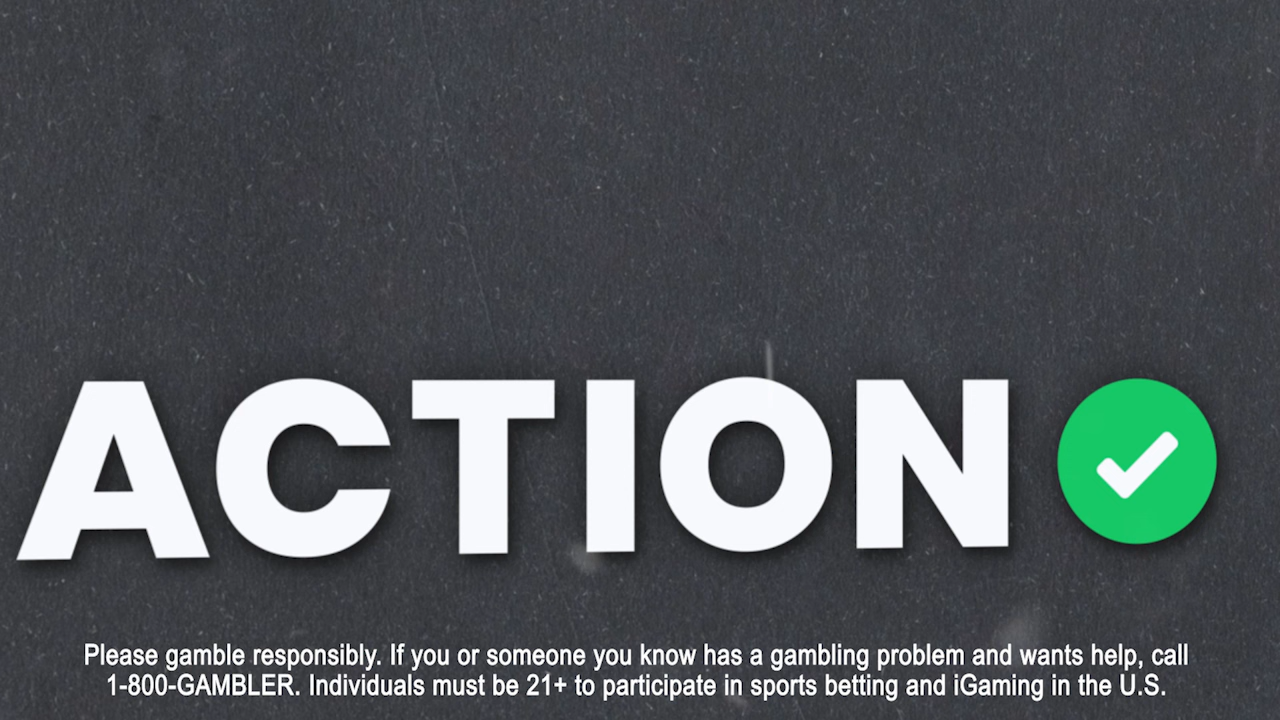 ACTION
Please gamble responsibly. If you or someone you know has a gambling problem and wants help, call
1-800-GAMBLER. Individuals must be 21+ to participate in sports betting and iGaming in the U.S.